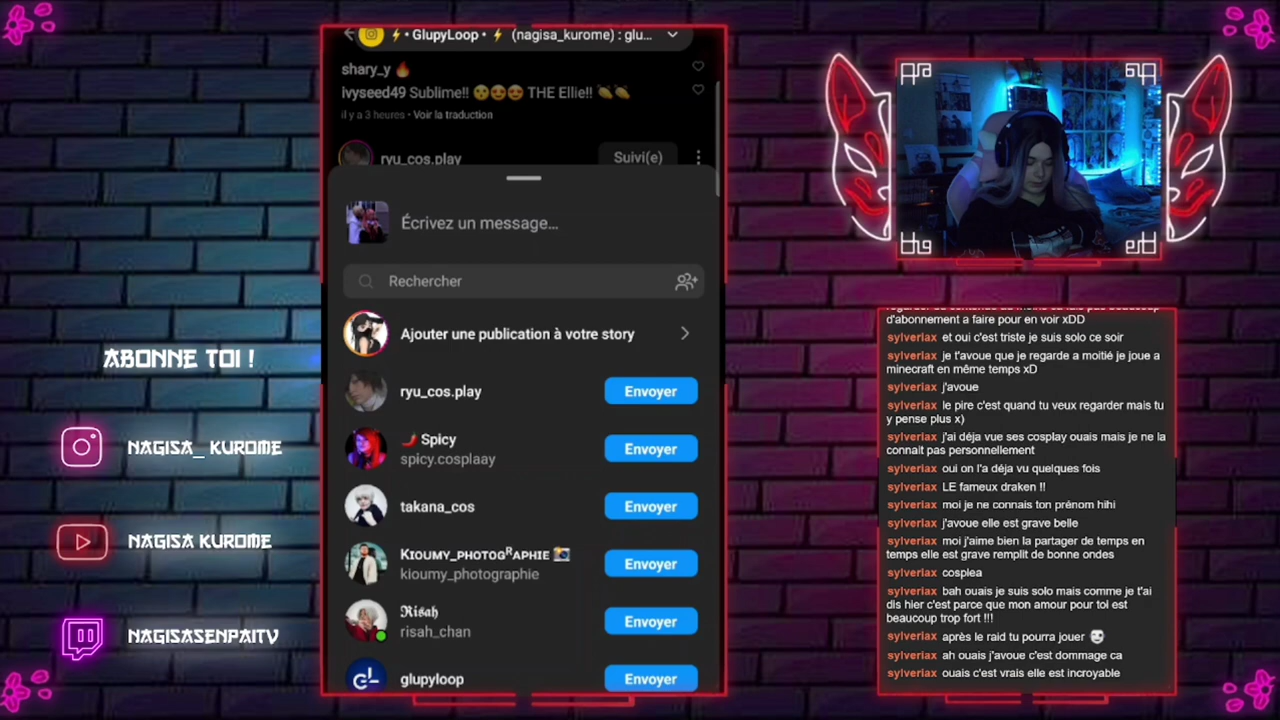 ⚡• GlupyLoop •⚡ (nagisa_kurome) : glu...
shary_y 🔥
ivyseed49 Sublime!! 😚😍😍 THE Ellie!! 👏👏
il y a 3 heures • Voir la traduction
ryu_cos.play
Suivi(e)
Écrivez un message...
Rechercher
Ajouter une publication à votre story
ryu_cos.play
Envoyer
🌶️Spicy
spicy.cosplaay
Envoyer
takana_cos
Envoyer
Kioumy_photogRaphie 📸
kioumy_photographie
Envoyer
ℜ𝔦𝔰𝔞𝔥
risah_chan
Envoyer
GL
glupyloop
Envoyer
ABONNE TOI !
NAGISA_ KUROME
NAGISA KUROME
NAGISASENPAITV
d'abonnement a faire pour en voir xDD
sylveriax et oui c'est triste je suis solo ce soir
sylveriax je t'avoue que je regarde a moitié je joue a
minecraft en même temps xD
sylveriax j'avoue
sylveriax le pire c'est quand tu veux regarder mais tu
y pense plus x)
sylveriax j'ai déja vue ses cosplay ouais mais je ne la
connait pas personnellement
sylveriax oui on l'a déja vu quelques fois
sylveriax LE fameux draken !!
sylveriax moi je ne connais ton prénom hihi
sylveriax j'avoue elle est grave belle
sylveriax moi j'aime bien la partager de temps en
temps elle est grave remplit de bonne ondes
sylveriax cosplea
sylveriax bah ouais je suis solo mais comme je t'ai
dis hier c'est parce que mon amour pour toi est
beaucoup trop fort !!!
sylveriax après le raid tu pourra jouer
sylveriax ah ouais j'avoue c'est dommage ca
sylveriax ouais c'est vrais elle est incroyable